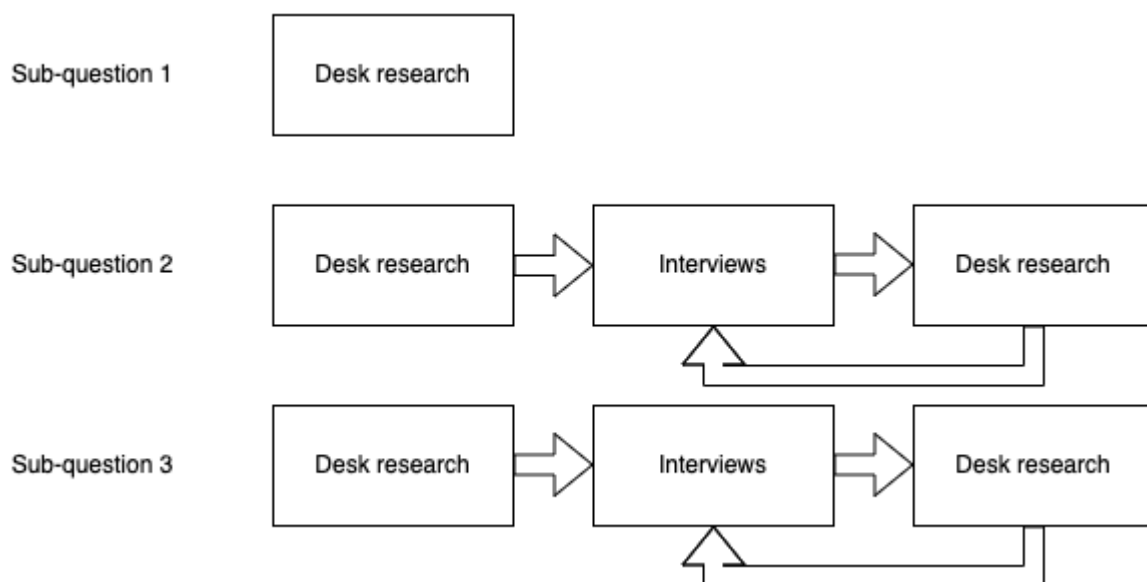 Sub-question 1
Desk research
Sub-question 2
Desk research
Interviews
Desk research
Sub-question 3
Desk research
Interviews
Desk research